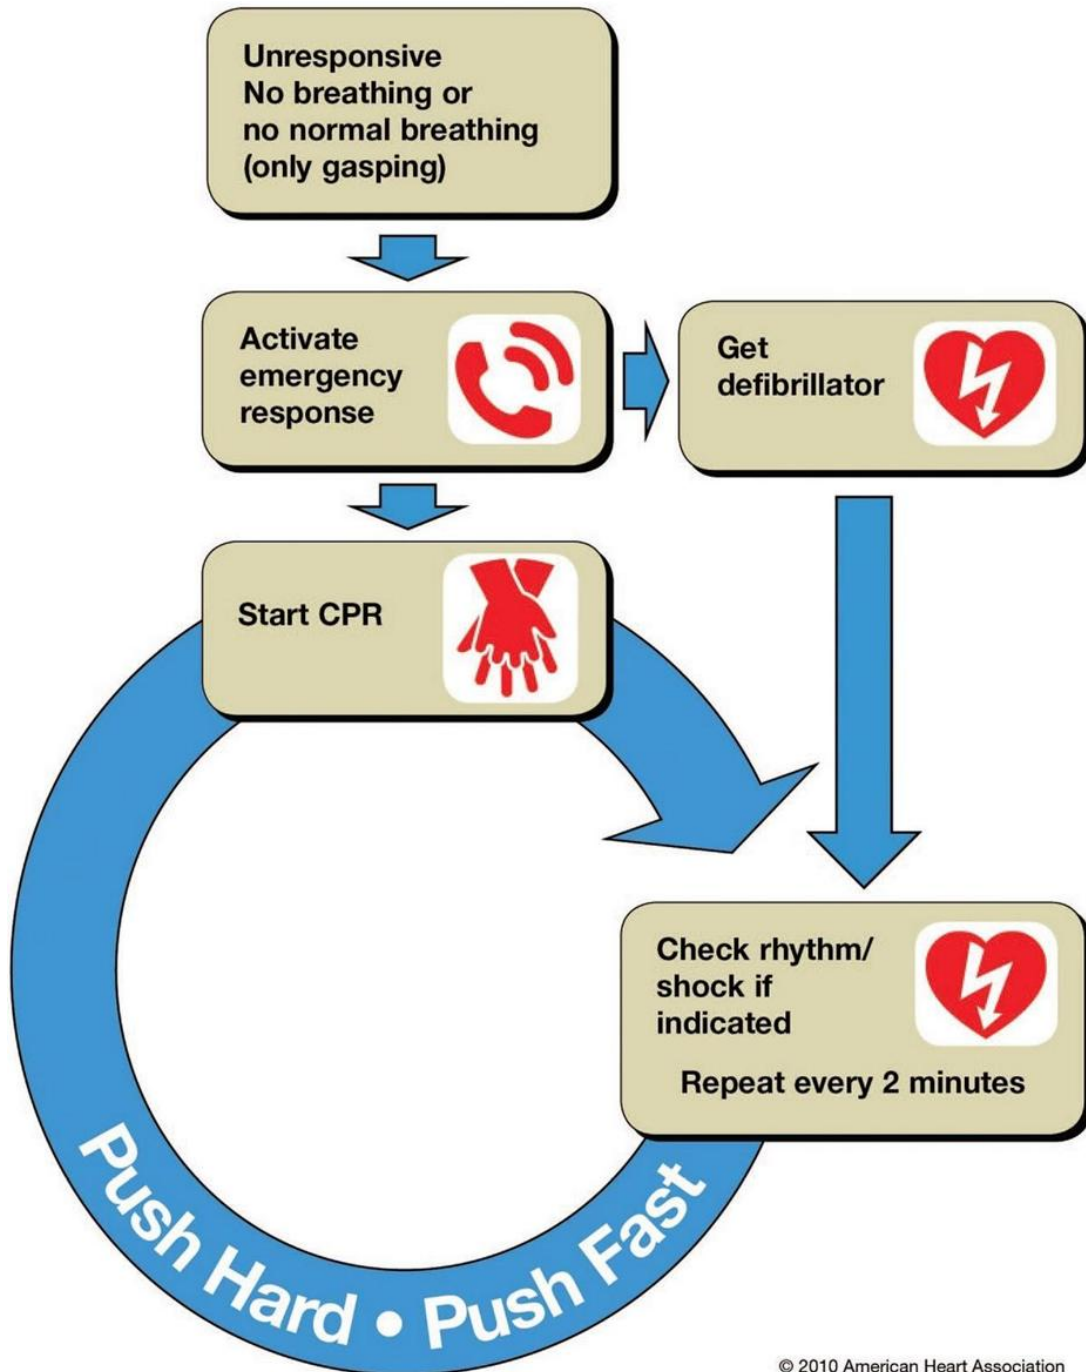 Unresponsive
No breathing or
no normal breathing
(only gasping)
Activate
emergency
response
Get
defibrillator
Start CPR
Check rhythm/
shock if
indicated
Repeat every 2 minutes
Push Hard • Push Fast
© 2010 American Heart Association